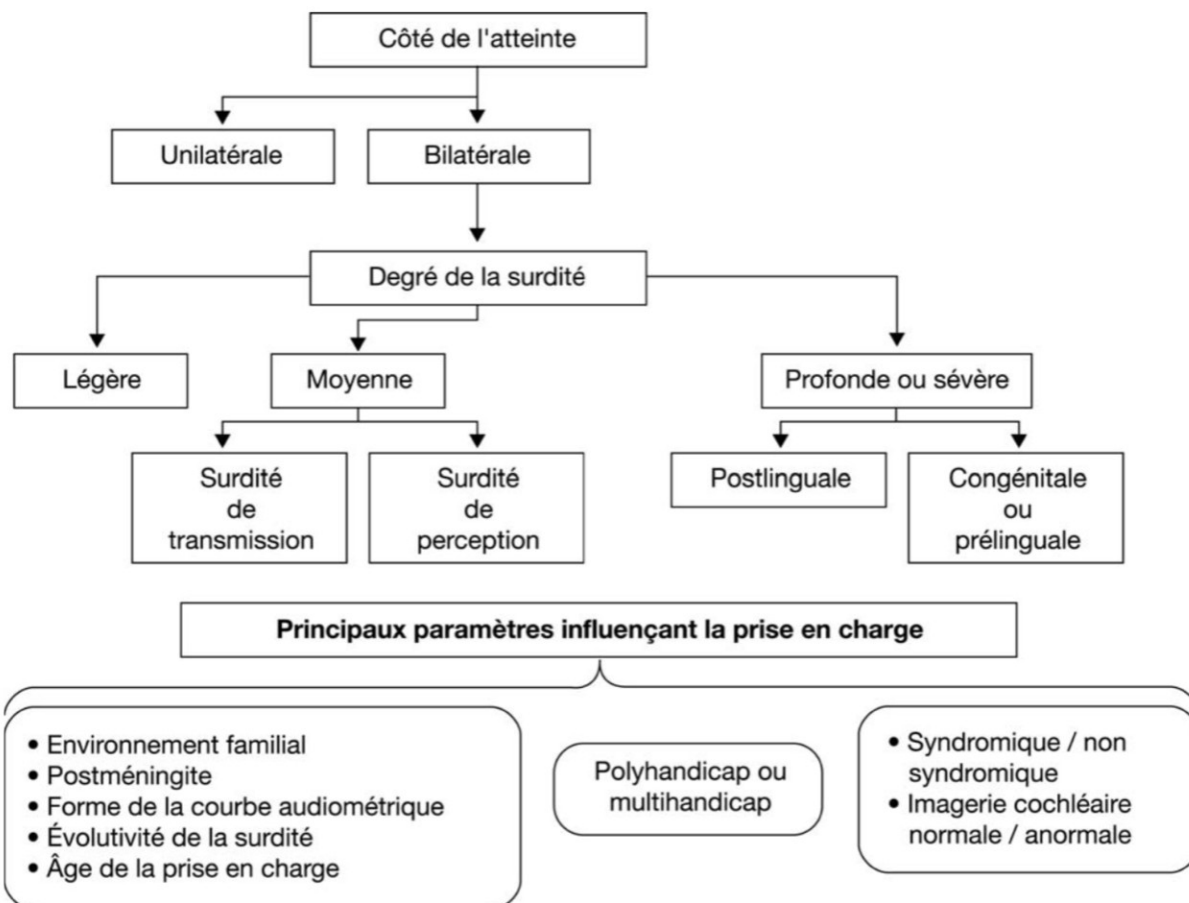 Côté de l'atteinte
Unilatérale
Bilatérale
Degré de la surdité
Légère
Moyenne
Profonde ou sévère
Surdité
de
transmission
Surdité
de
perception
Postlinguale
Congénitale
ou
prélinguale
Principaux paramètres influençant la prise en charge
• Environnement familial
• Postméningite
• Forme de la courbe audiométrique
• Évolutivité de la surdité
• Âge de la prise en charge
Polyhandicap ou
multihandicap
• Syndromique / non
syndromique
• Imagerie cochléaire
normale / anormale